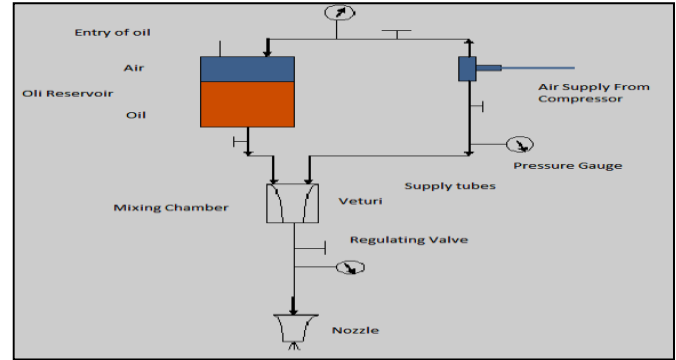 Entry of oil
Air
Oli Reservoir
Oil
Air Supply From
Compressor
Pressure Gauge
Supply tubes
Mixing Chamber
Veturi
Regulating Valve
Nozzle